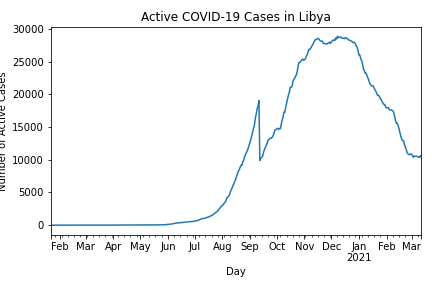 Active COVID-19 Cases in Libya
Number of Active Cases
30000
25000
20000
15000
10000
5000
0
Feb Mar Apr May Jun Jul Aug Sep Oct Nov Dec Jan Feb Mar
2021
Day